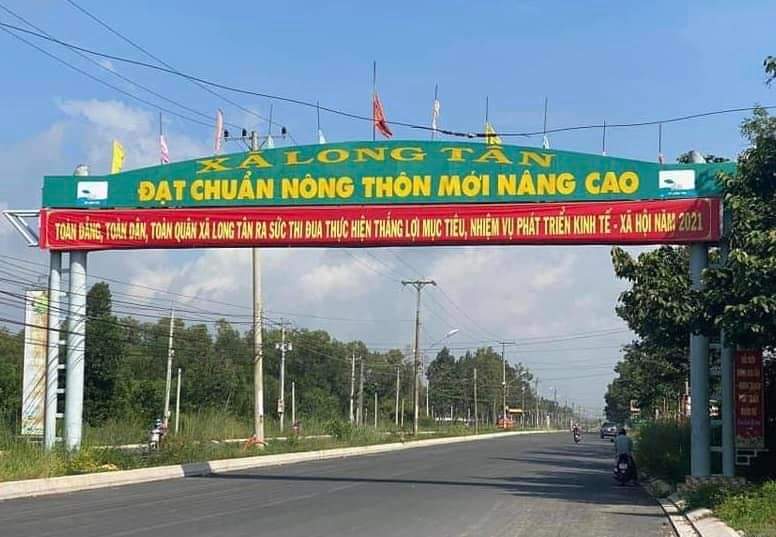 XÃ LONG TÂN
ĐẠT CHUẨN NÔNG THÔN MỚI NÂNG CAO
TOÀN ĐẢNG, TOÀN DÂN, TOÀN QUÂN XÃ LONG TÂN RA SỨC THI ĐUA THỰC HIỆN THẮNG LỢI MỤC TIÊU, NHIỆM VỤ PHÁT TRIỂN KINH TẾ - XÃ HỘI NĂM 2021